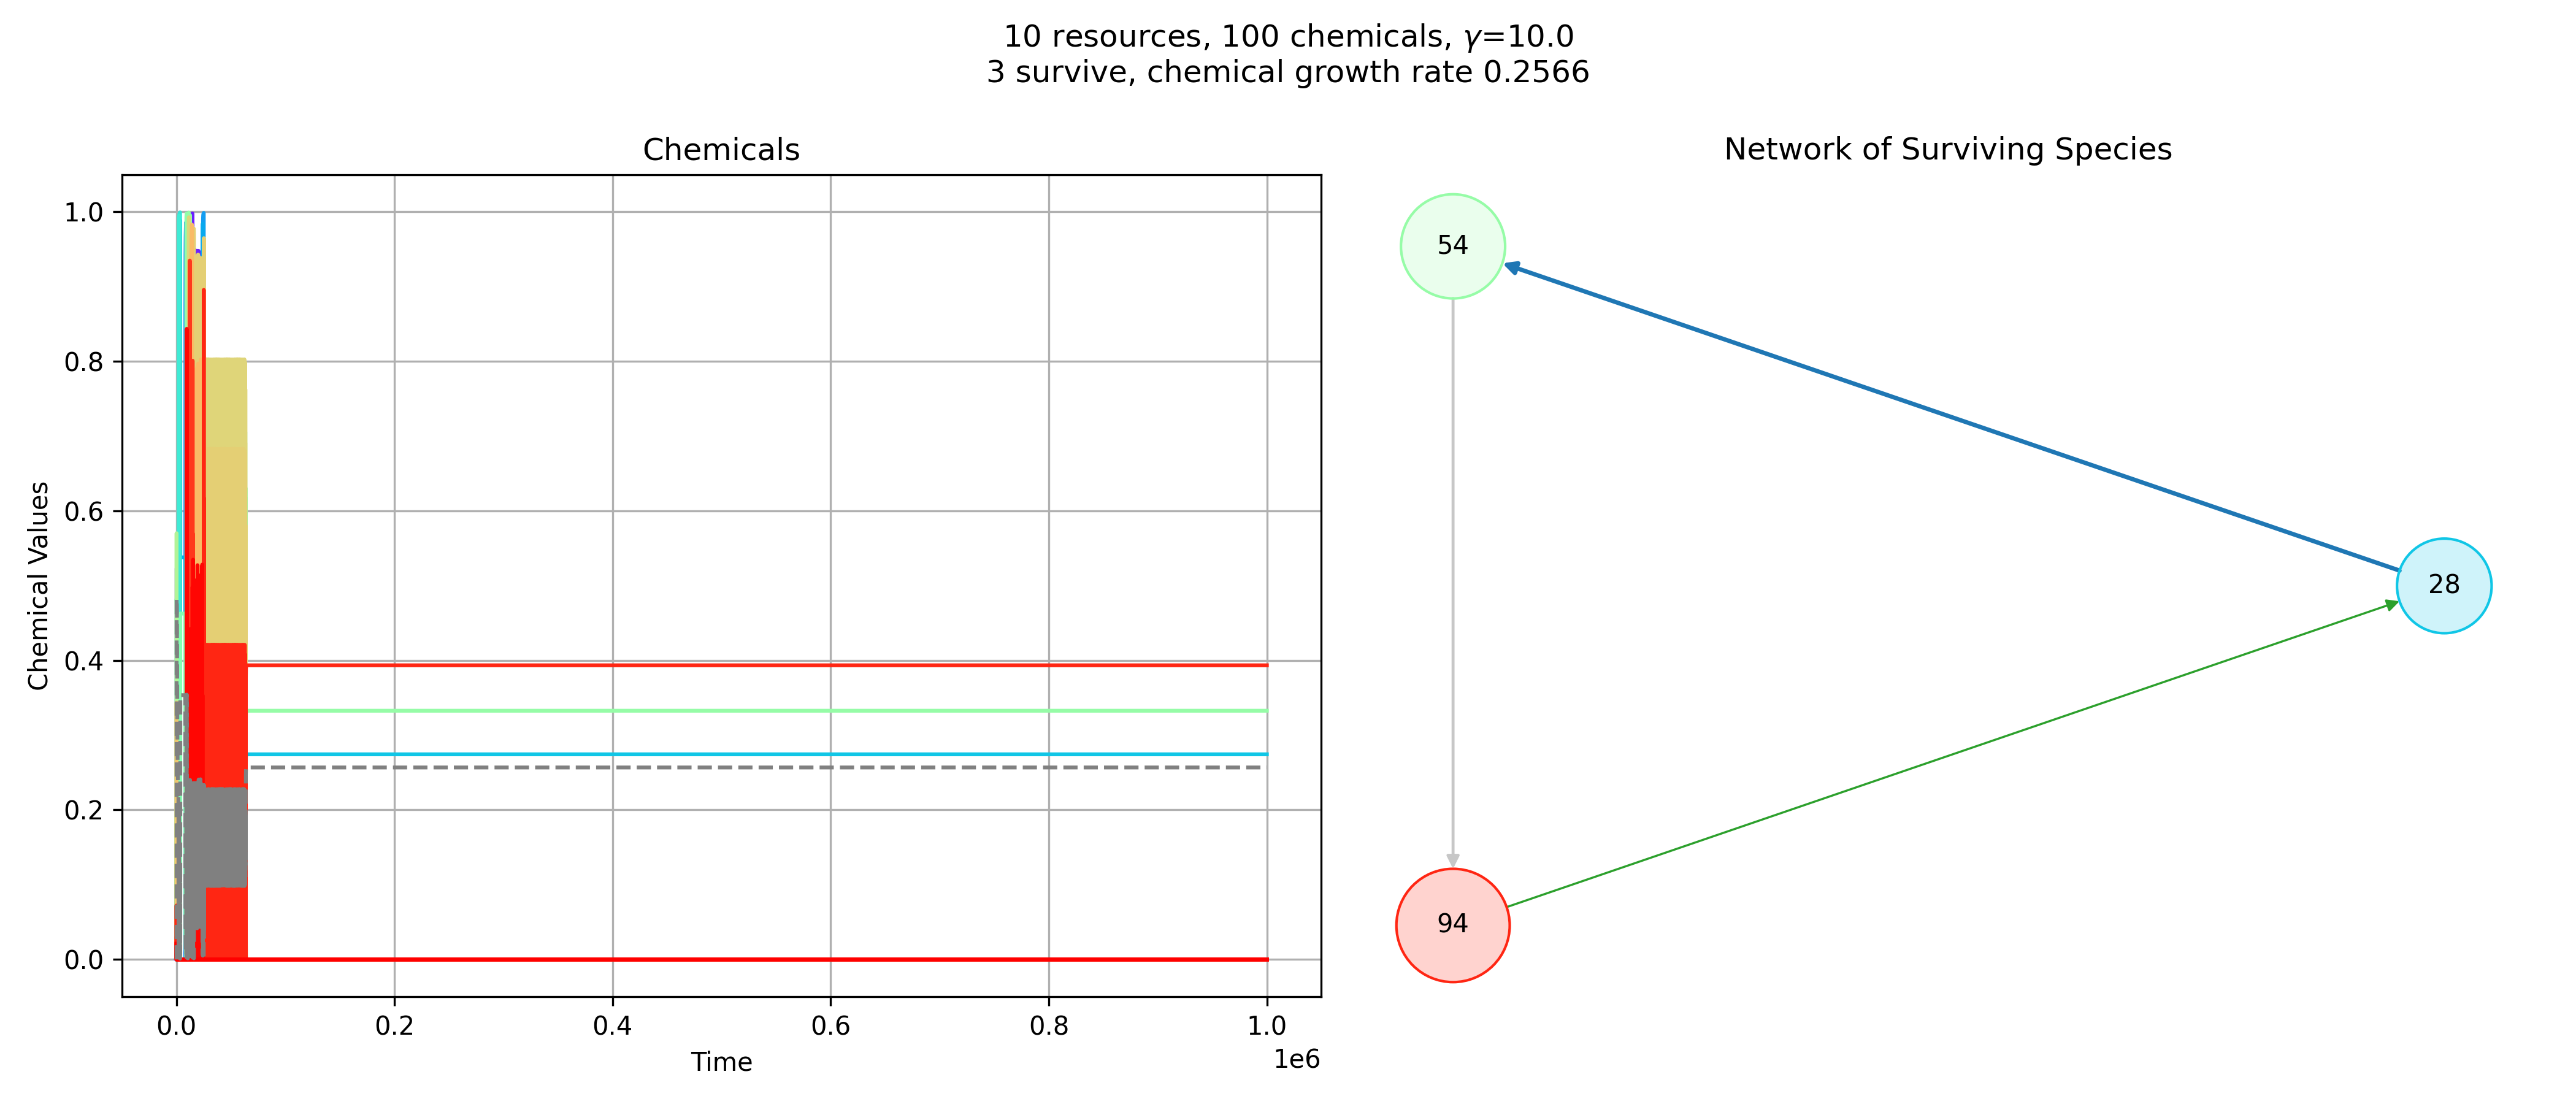 10 resources, 100 chemicals, γ=10.0
3 survive, chemical growth rate 0.2566
Chemicals
Chemical Values
1.0
0.8
0.6
0.4
0.2
0.0
0.0 0.2 0.4 0.6 0.8 1.0
1e6
Time
Network of Surviving Species
54
28
94